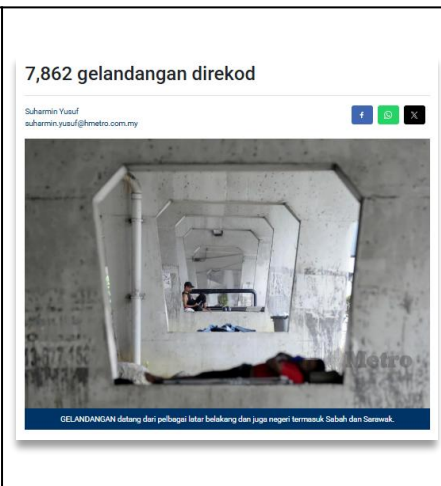 7,862 gelandangan direkod
Suharmin Yusuf
suharmin.yusuf@hmetro.com.my
Metro
GELANDANGAN datang dari pelbagai latar belakang dan juga negeri termasuk Sabah dan Sarawak.